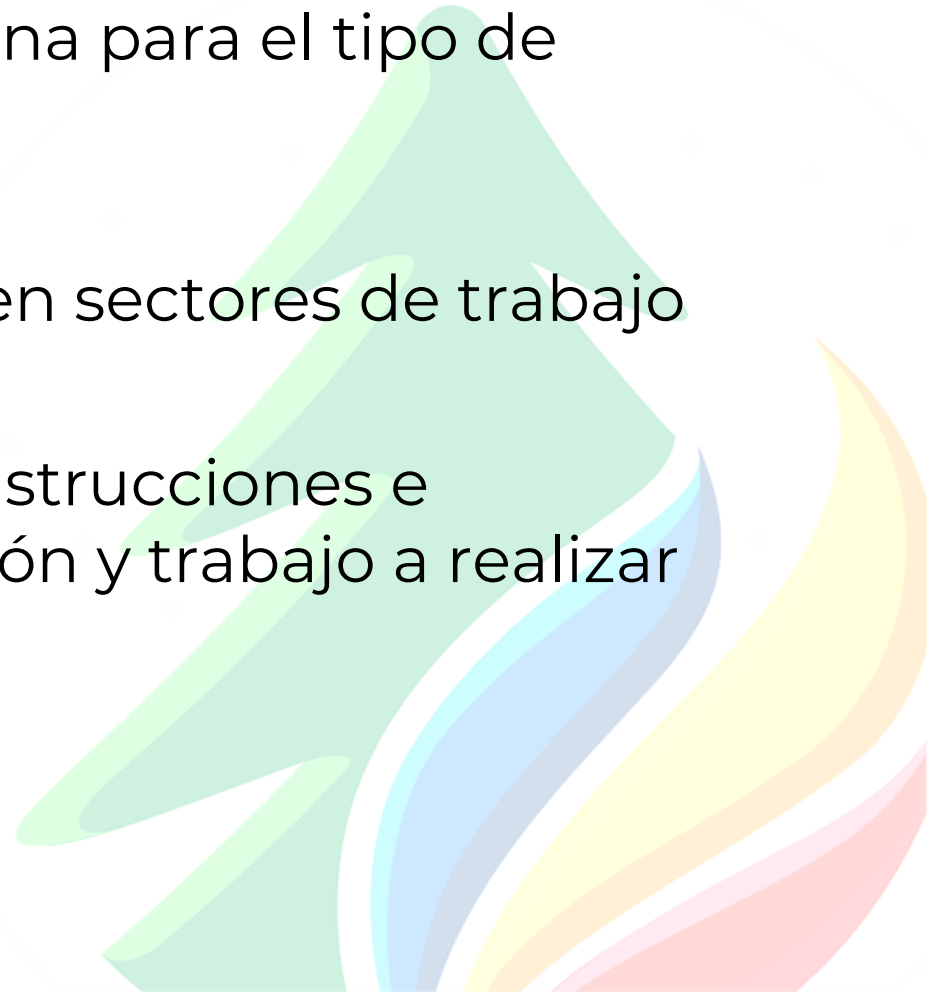 na para el tipo de
en sectores de trabajo
strucciones e
ón y trabajo a realizar